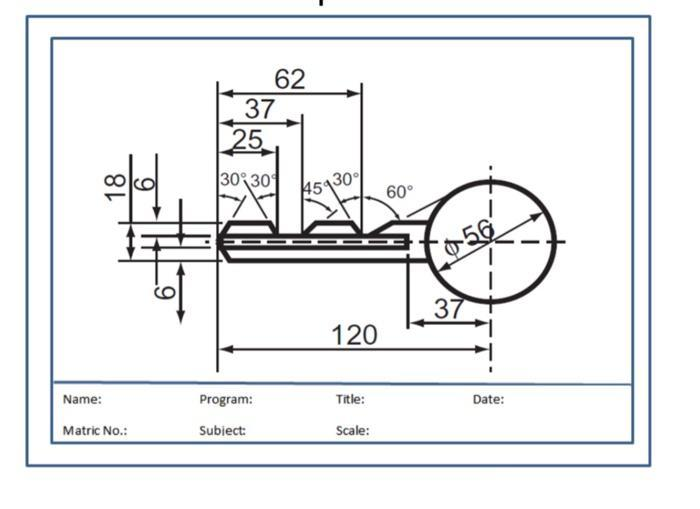 62
37
25
30° 30°
45° 30°
60°
18
6
6
ϕ 56
37
120
Name:
Program:
Title:
Date:
Matric No.:
Subject:
Scale: